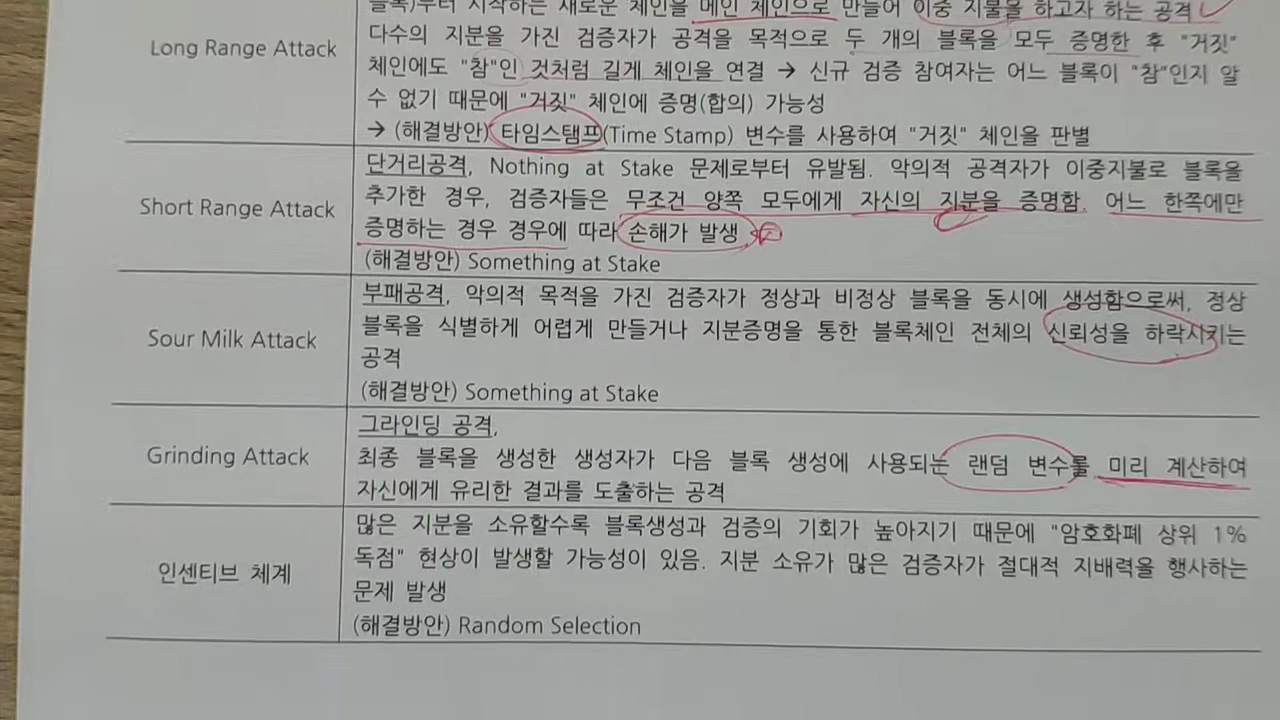 블록)부터 시작하는 새로운 체인을 메인 체인으로 만들어 이중 지불을 하고자 하는 공격
Long Range Attack
다수의 지분을 가진 검증자가 공격을 목적으로 두 개의 블록을 모두 증명한 후 "거짓"
체인에도 "참"인 것처럼 길게 체인을 연결 → 신규 검증 참여자는 어느 블록이 "참"인지 알
수 없기 때문에 "거짓" 체인에 증명(합의) 가능성
→ (해결방안) 타임스탬프(Time Stamp) 변수를 사용하여 "거짓" 체인을 판별
Short Range Attack
단거리공격, Nothing at Stake 문제로부터 유발됨. 악의적 공격자가 이중지불로 블록을
추가한 경우, 검증자들은 무조건 양쪽 모두에게 자신의 지분을 증명함. 어느 한쪽에만
증명하는 경우 경우에 따라 손해가 발생
(해결방안) Something at Stake
Sour Milk Attack
부패공격, 악의적 목적을 가진 검증자가 정상과 비정상 블록을 동시에 생성함으로써, 정상
블록을 식별하게 어렵게 만들거나 지분증명을 통한 블록체인 전체의 신뢰성을 하락시키는
공격
(해결방안) Something at Stake
Grinding Attack
그라인딩 공격,
최종 블록을 생성한 생성자가 다음 블록 생성에 사용되는 랜덤 변수를 미리 계산하여
자신에게 유리한 결과를 도출하는 공격
인센티브 체계
많은 지분을 소유할수록 블록생성과 검증의 기회가 높아지기 때문에 "암호화폐 상위 1%
독점" 현상이 발생할 가능성이 있음. 지분 소유가 많은 검증자가 절대적 지배력을 행사하는
문제 발생
(해결방안) Random Selection